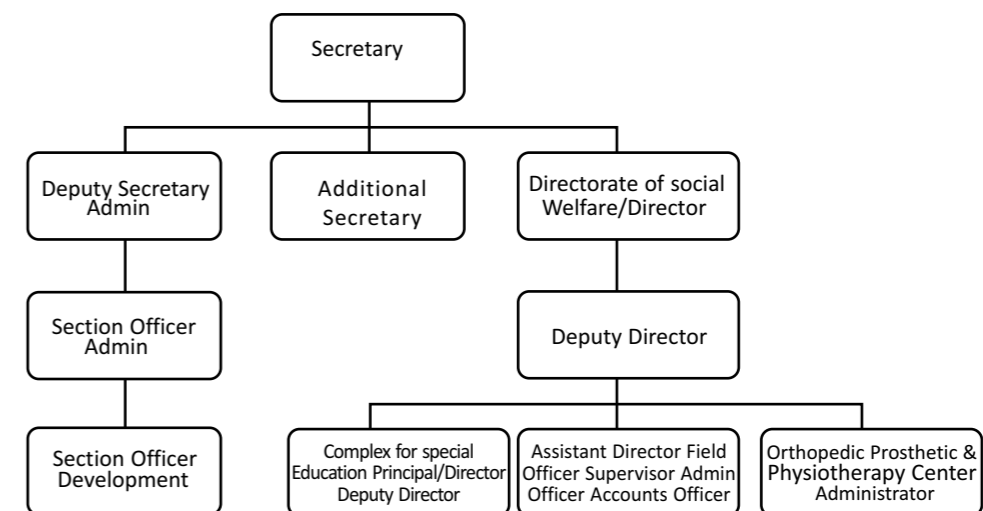 Secretary
Deputy Secretary
Admin
Additional
Secretary
Directorate of social
Welfare/Director
Section Officer
Admin
Deputy Director
Section Officer
Development
Complex for special
Education Principal/Director
Deputy Director
Assistant Director Field
Officer Supervisor Admin
Officer Accounts Officer
Orthopedic Prosthetic &
Physiotherapy Center
Administrator